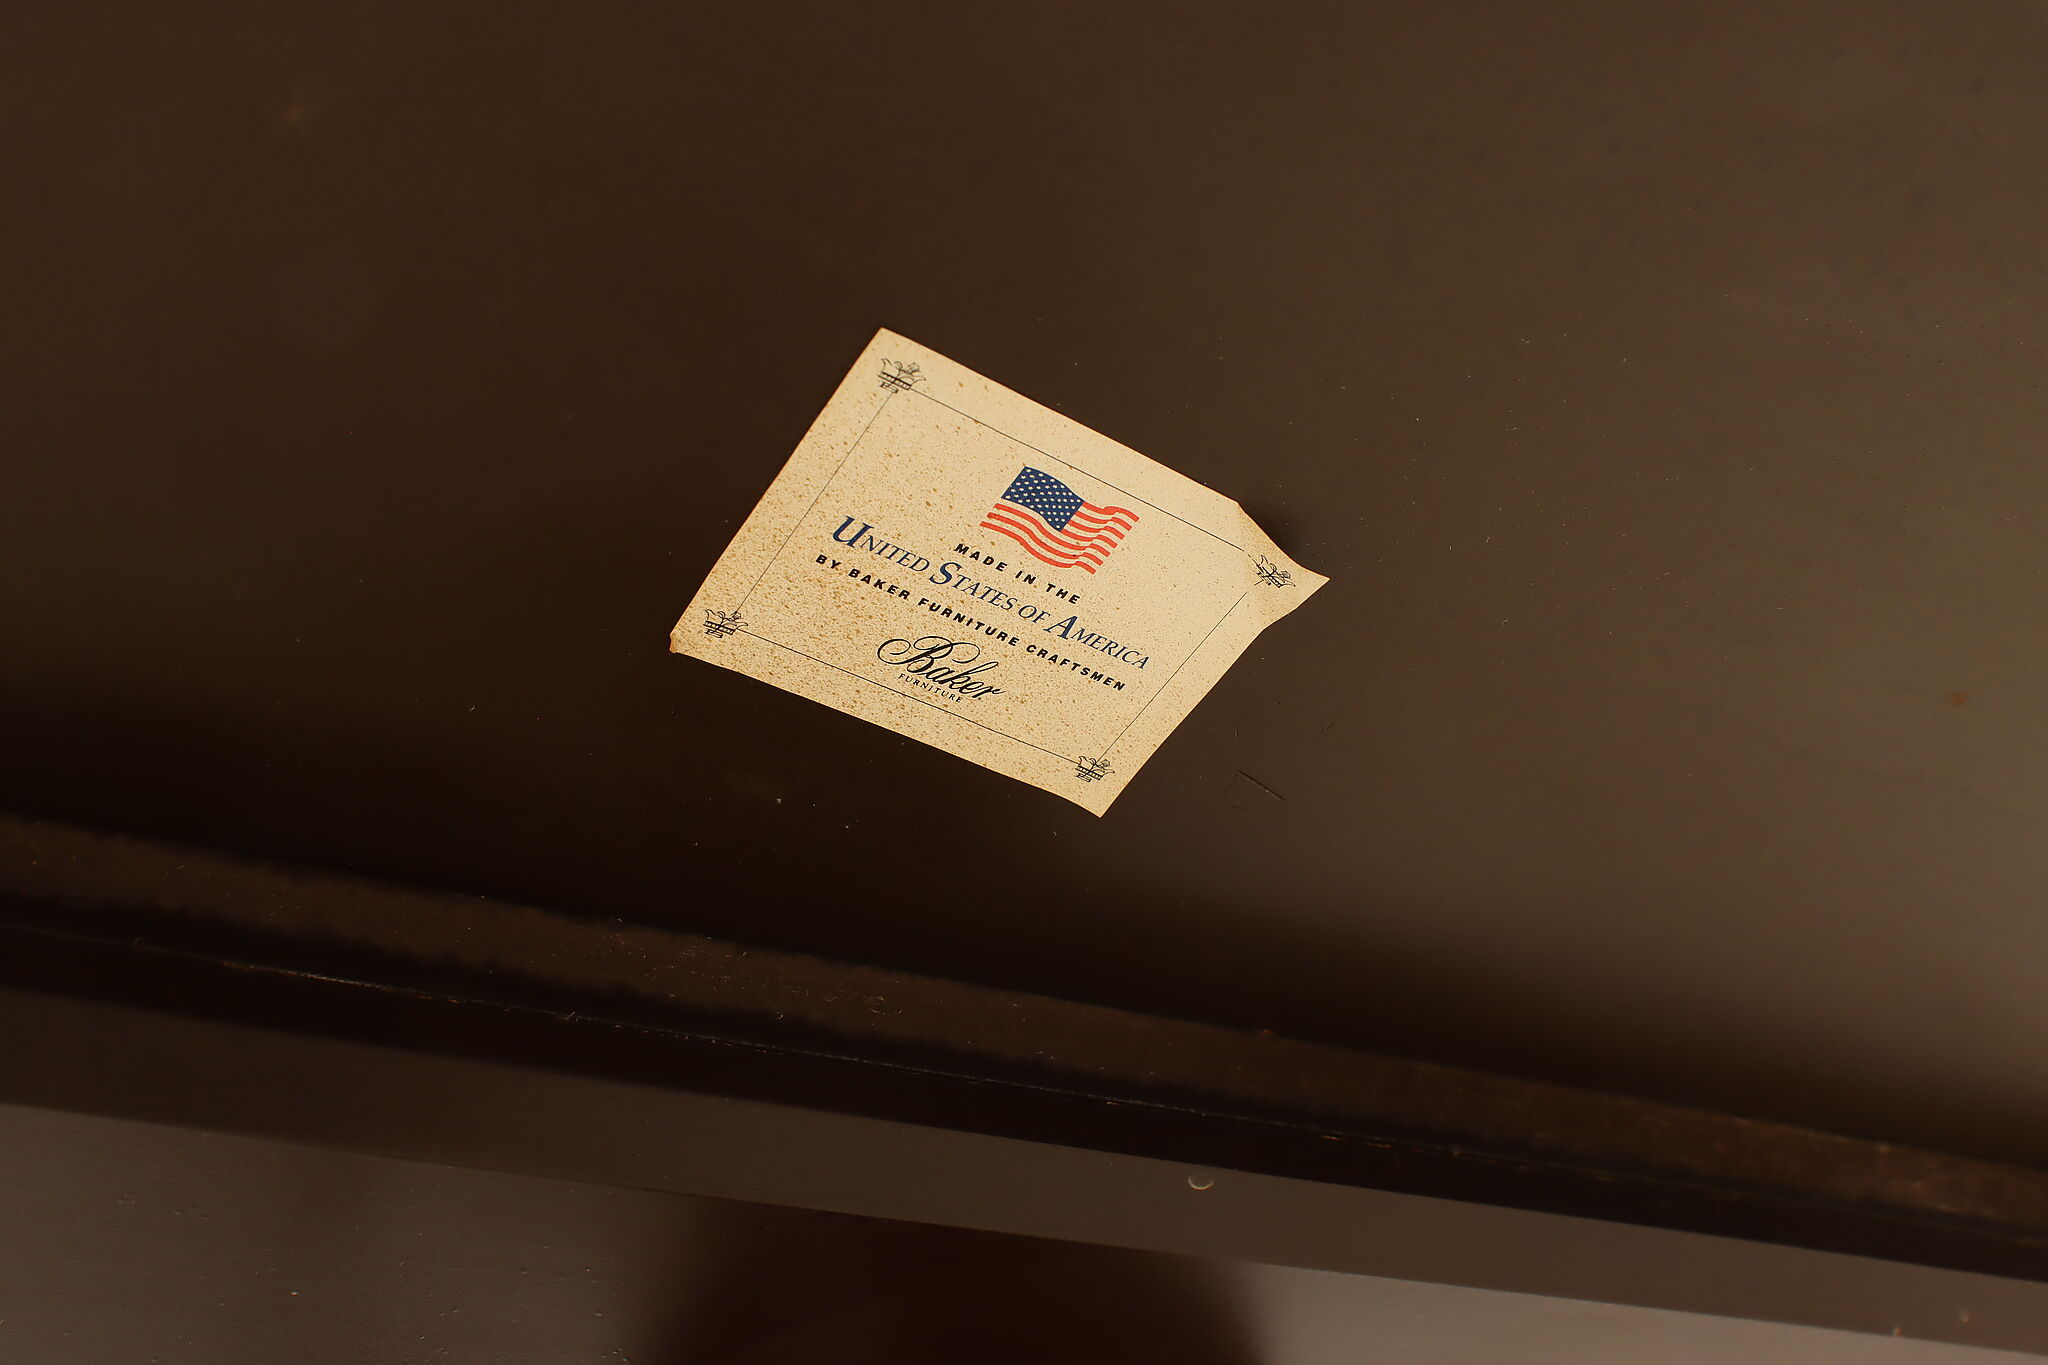 MADE IN THE
UNITED STATES OF AMERICA
BY BAKER FURNITURE CRAFTSMEN
Baker
FURNITURE